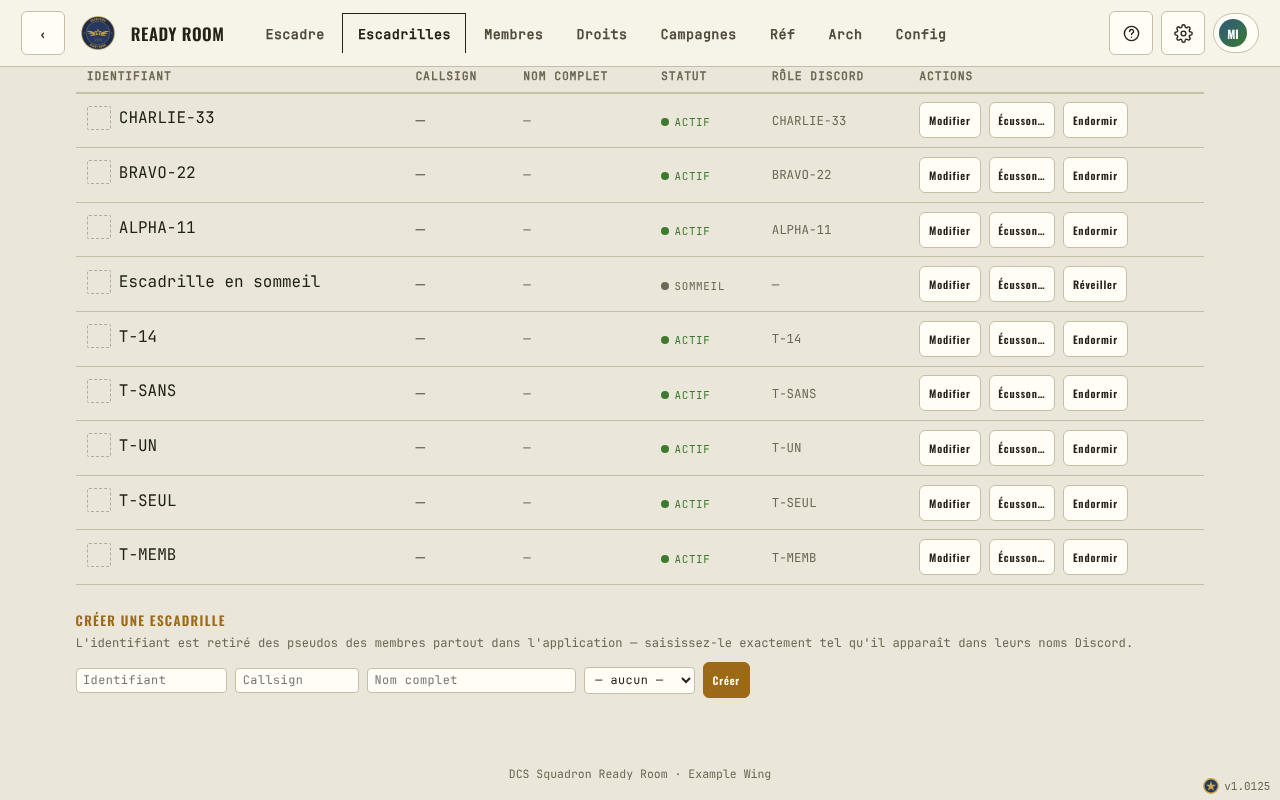 ‹ READY ROOM Escadre Escadrilles Membres Droits Campagnes Réf Arch Config MI
IDENTIFIANT CALLSIGN NOM COMPLET STATUT RÔLE DISCORD ACTIONS
CHARLIE-33 — — ACTIF CHARLIE-33 Modifier Écusson… Endormir
BRAVO-22 — — ACTIF BRAVO-22 Modifier Écusson… Endormir
ALPHA-11 — — ACTIF ALPHA-11 Modifier Écusson… Endormir
Escadrille en sommeil — — SOMMEIL — Modifier Écusson… Réveiller
T-14 — — ACTIF T-14 Modifier Écusson… Endormir
T-SANS — — ACTIF T-SANS Modifier Écusson… Endormir
T-UN — — ACTIF T-UN Modifier Écusson… Endormir
T-SEUL — — ACTIF T-SEUL Modifier Écusson… Endormir
T-MEMB — — ACTIF T-MEMB Modifier Écusson… Endormir
CRÉER UNE ESCADRILLE
L'identifiant est retiré des pseudos des membres partout dans l'application — saisissez-le exactement tel qu'il apparaît dans leurs noms Discord.
Identifiant Callsign Nom complet — aucun — Créer
DCS Squadron Ready Room · Example Wing
v1.0125